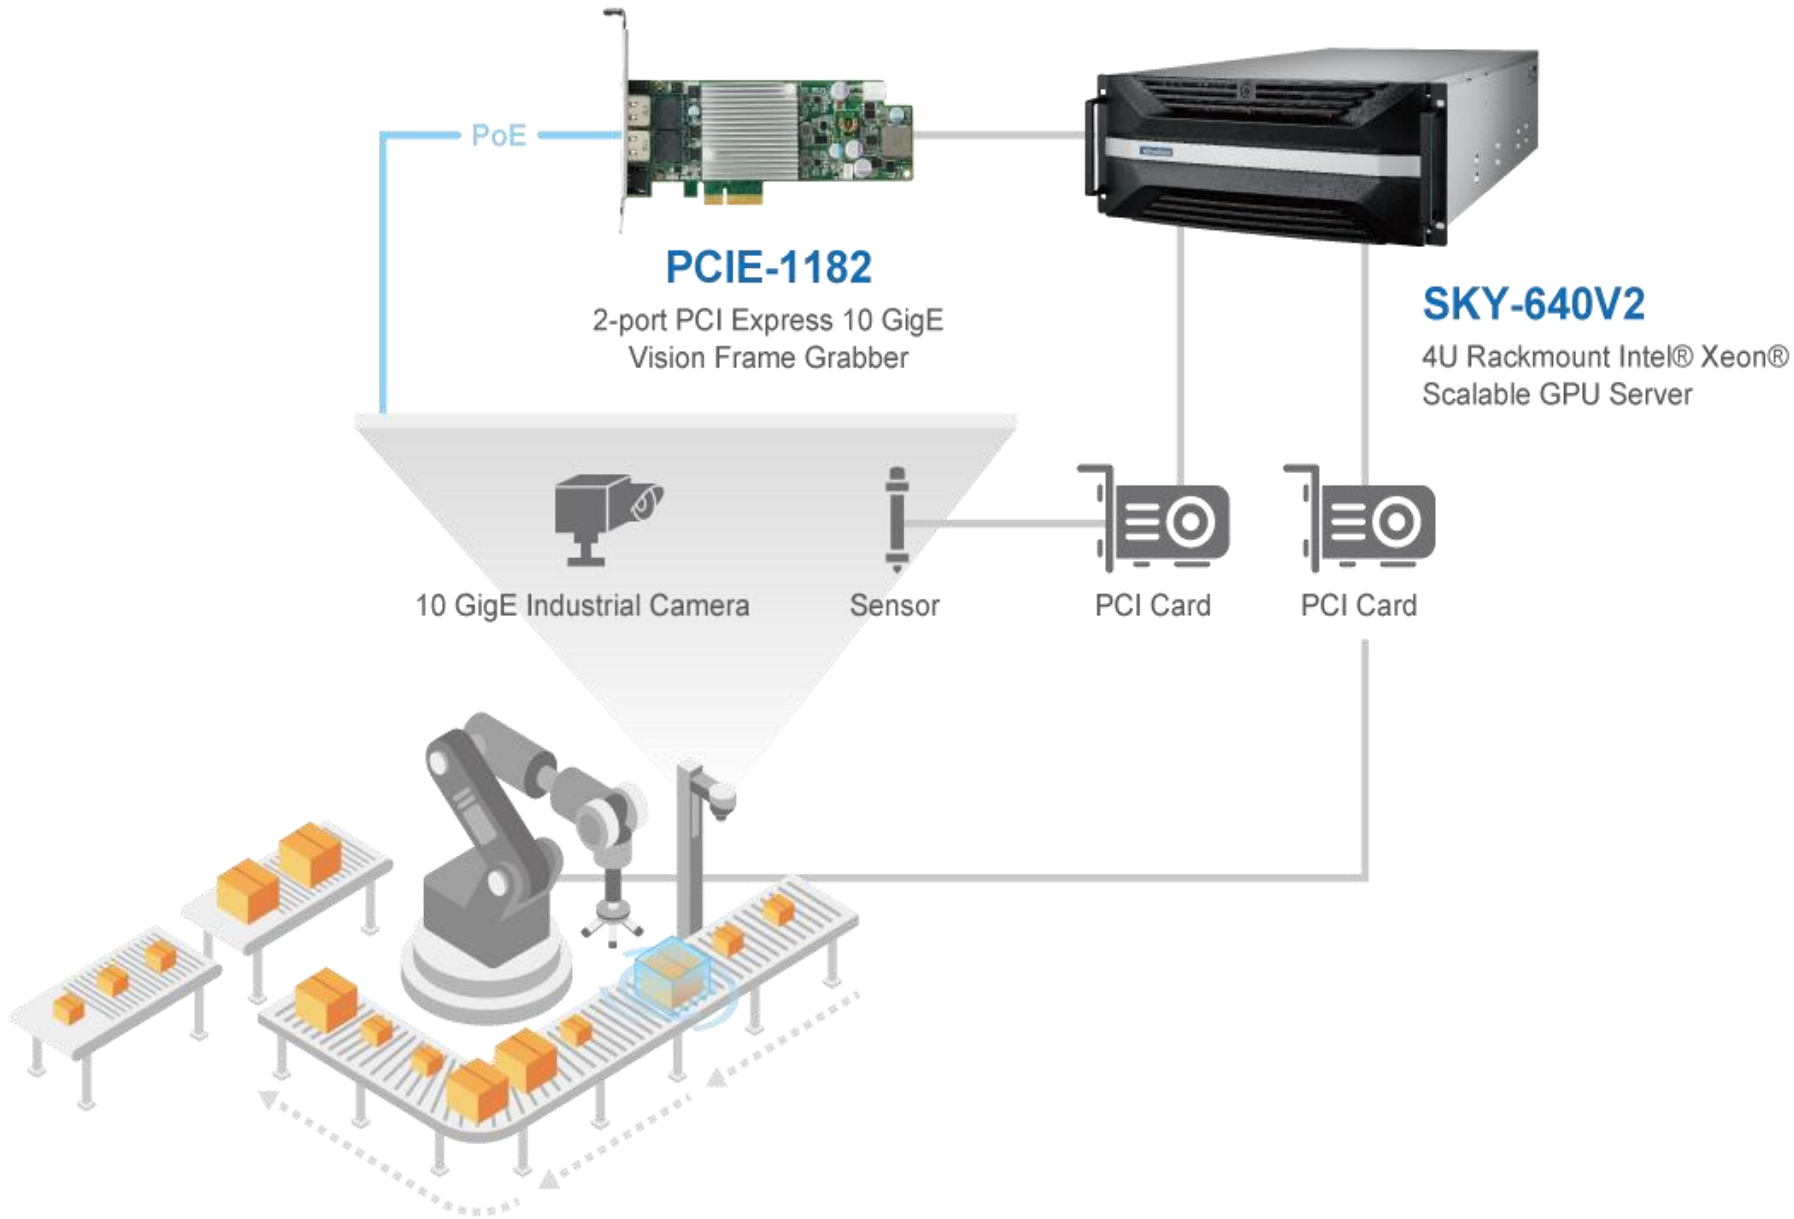 PoE
PCIE-1182
2-port PCI Express 10 GigE
Vision Frame Grabber
SKY-640V2
4U Rackmount Intel® Xeon®
Scalable GPU Server
10 GigE Industrial Camera
Sensor
PCI Card
PCI Card